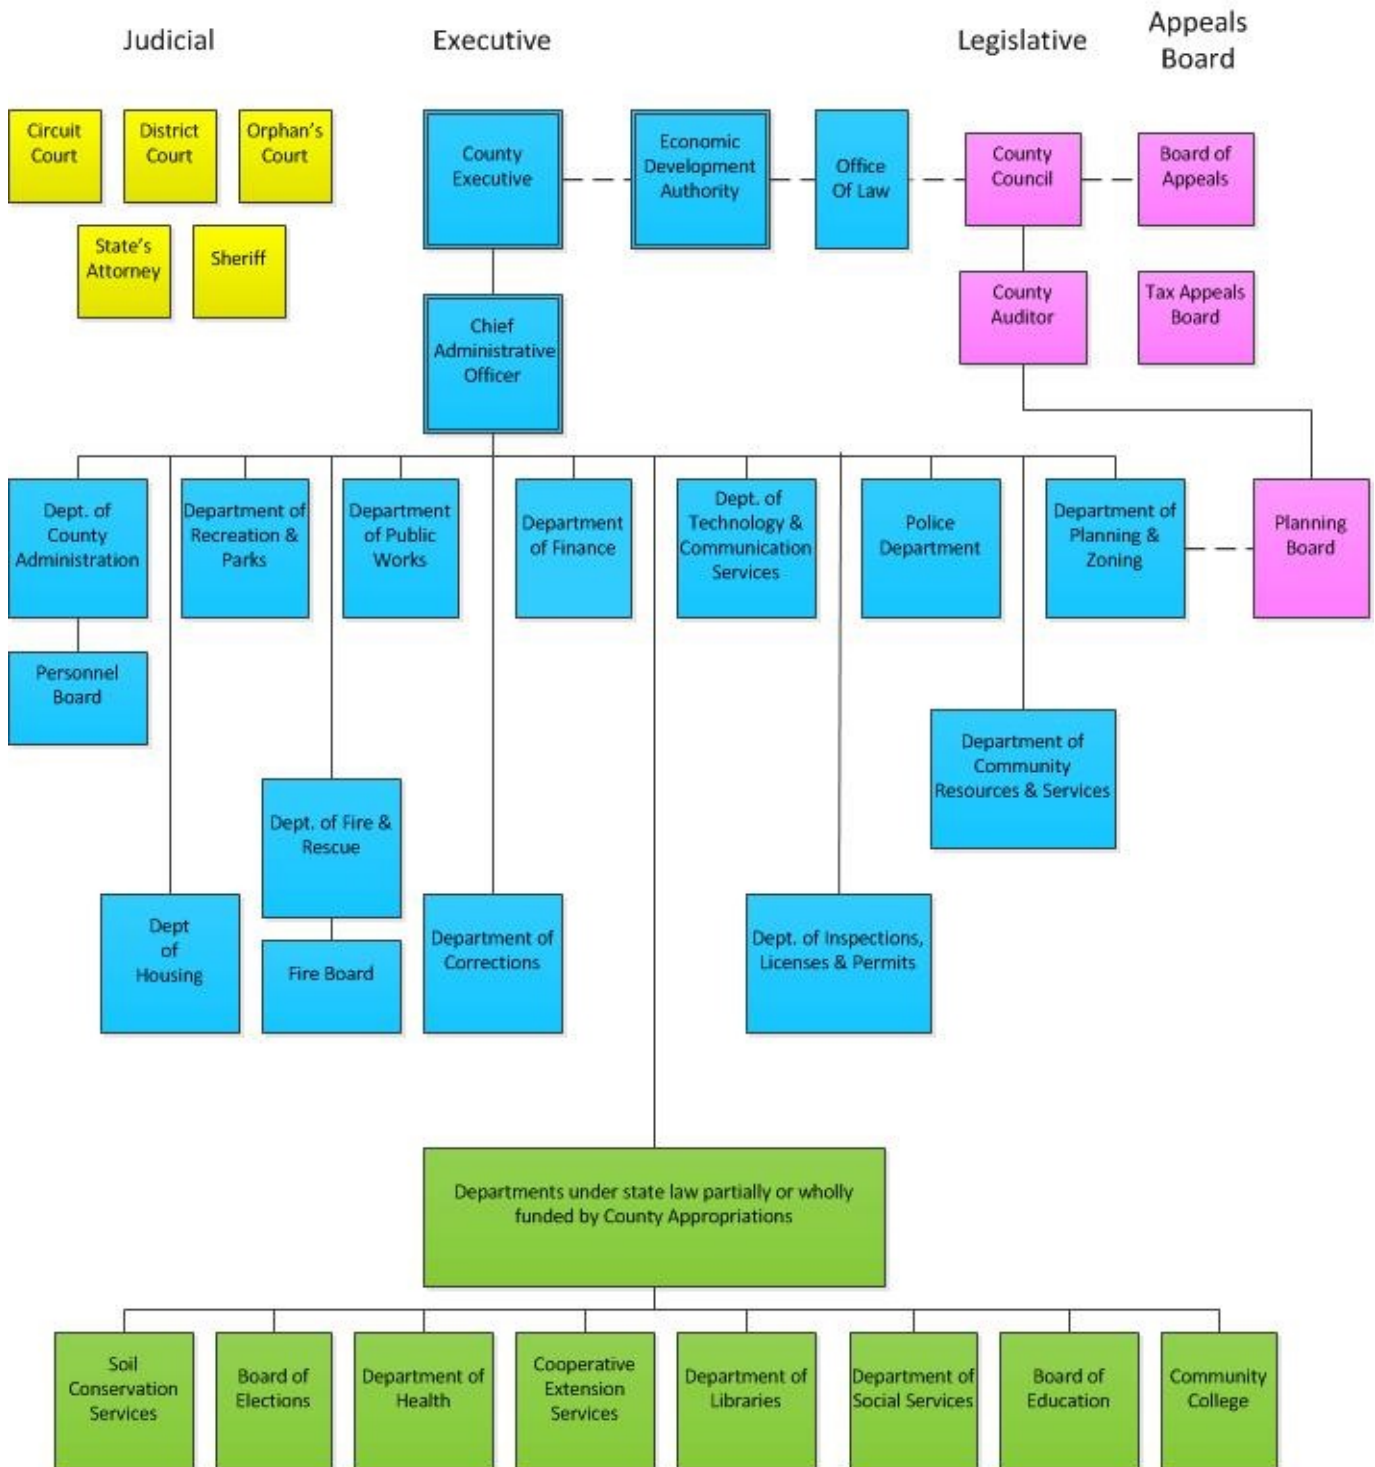 Judicial
Executive
Legislative
Appeals
Board
Circuit
Court
District
Court
Orphan's
Court
State's
Attorney
Sheriff
County
Executive
Economic
Development
Authority
Office
Of Law
County
Council
Board of
Appeals
Chief
Administrative
Officer
County
Auditor
Tax Appeals
Board
Dept. of
County
Administration
Department of
Recreation &
Parks
Department
of Public
Works
Department
of Finance
Dept. of
Technology &
Communication
Services
Police
Department
Department of
Planning &
Zoning
Planning
Board
Personnel
Board
Department of
Community
Resources & Services
Dept. of Fire &
Rescue
Dept
of
Housing
Fire Board
Department of
Corrections
Dept. of Inspections,
Licenses & Permits
Departments under state law partially or wholly
funded by County Appropriations
Soil
Conservation
Services
Board of
Elections
Department of
Health
Cooperative
Extension
Services
Department of
Libraries
Department of
Social Services
Board of
Education
Community
College